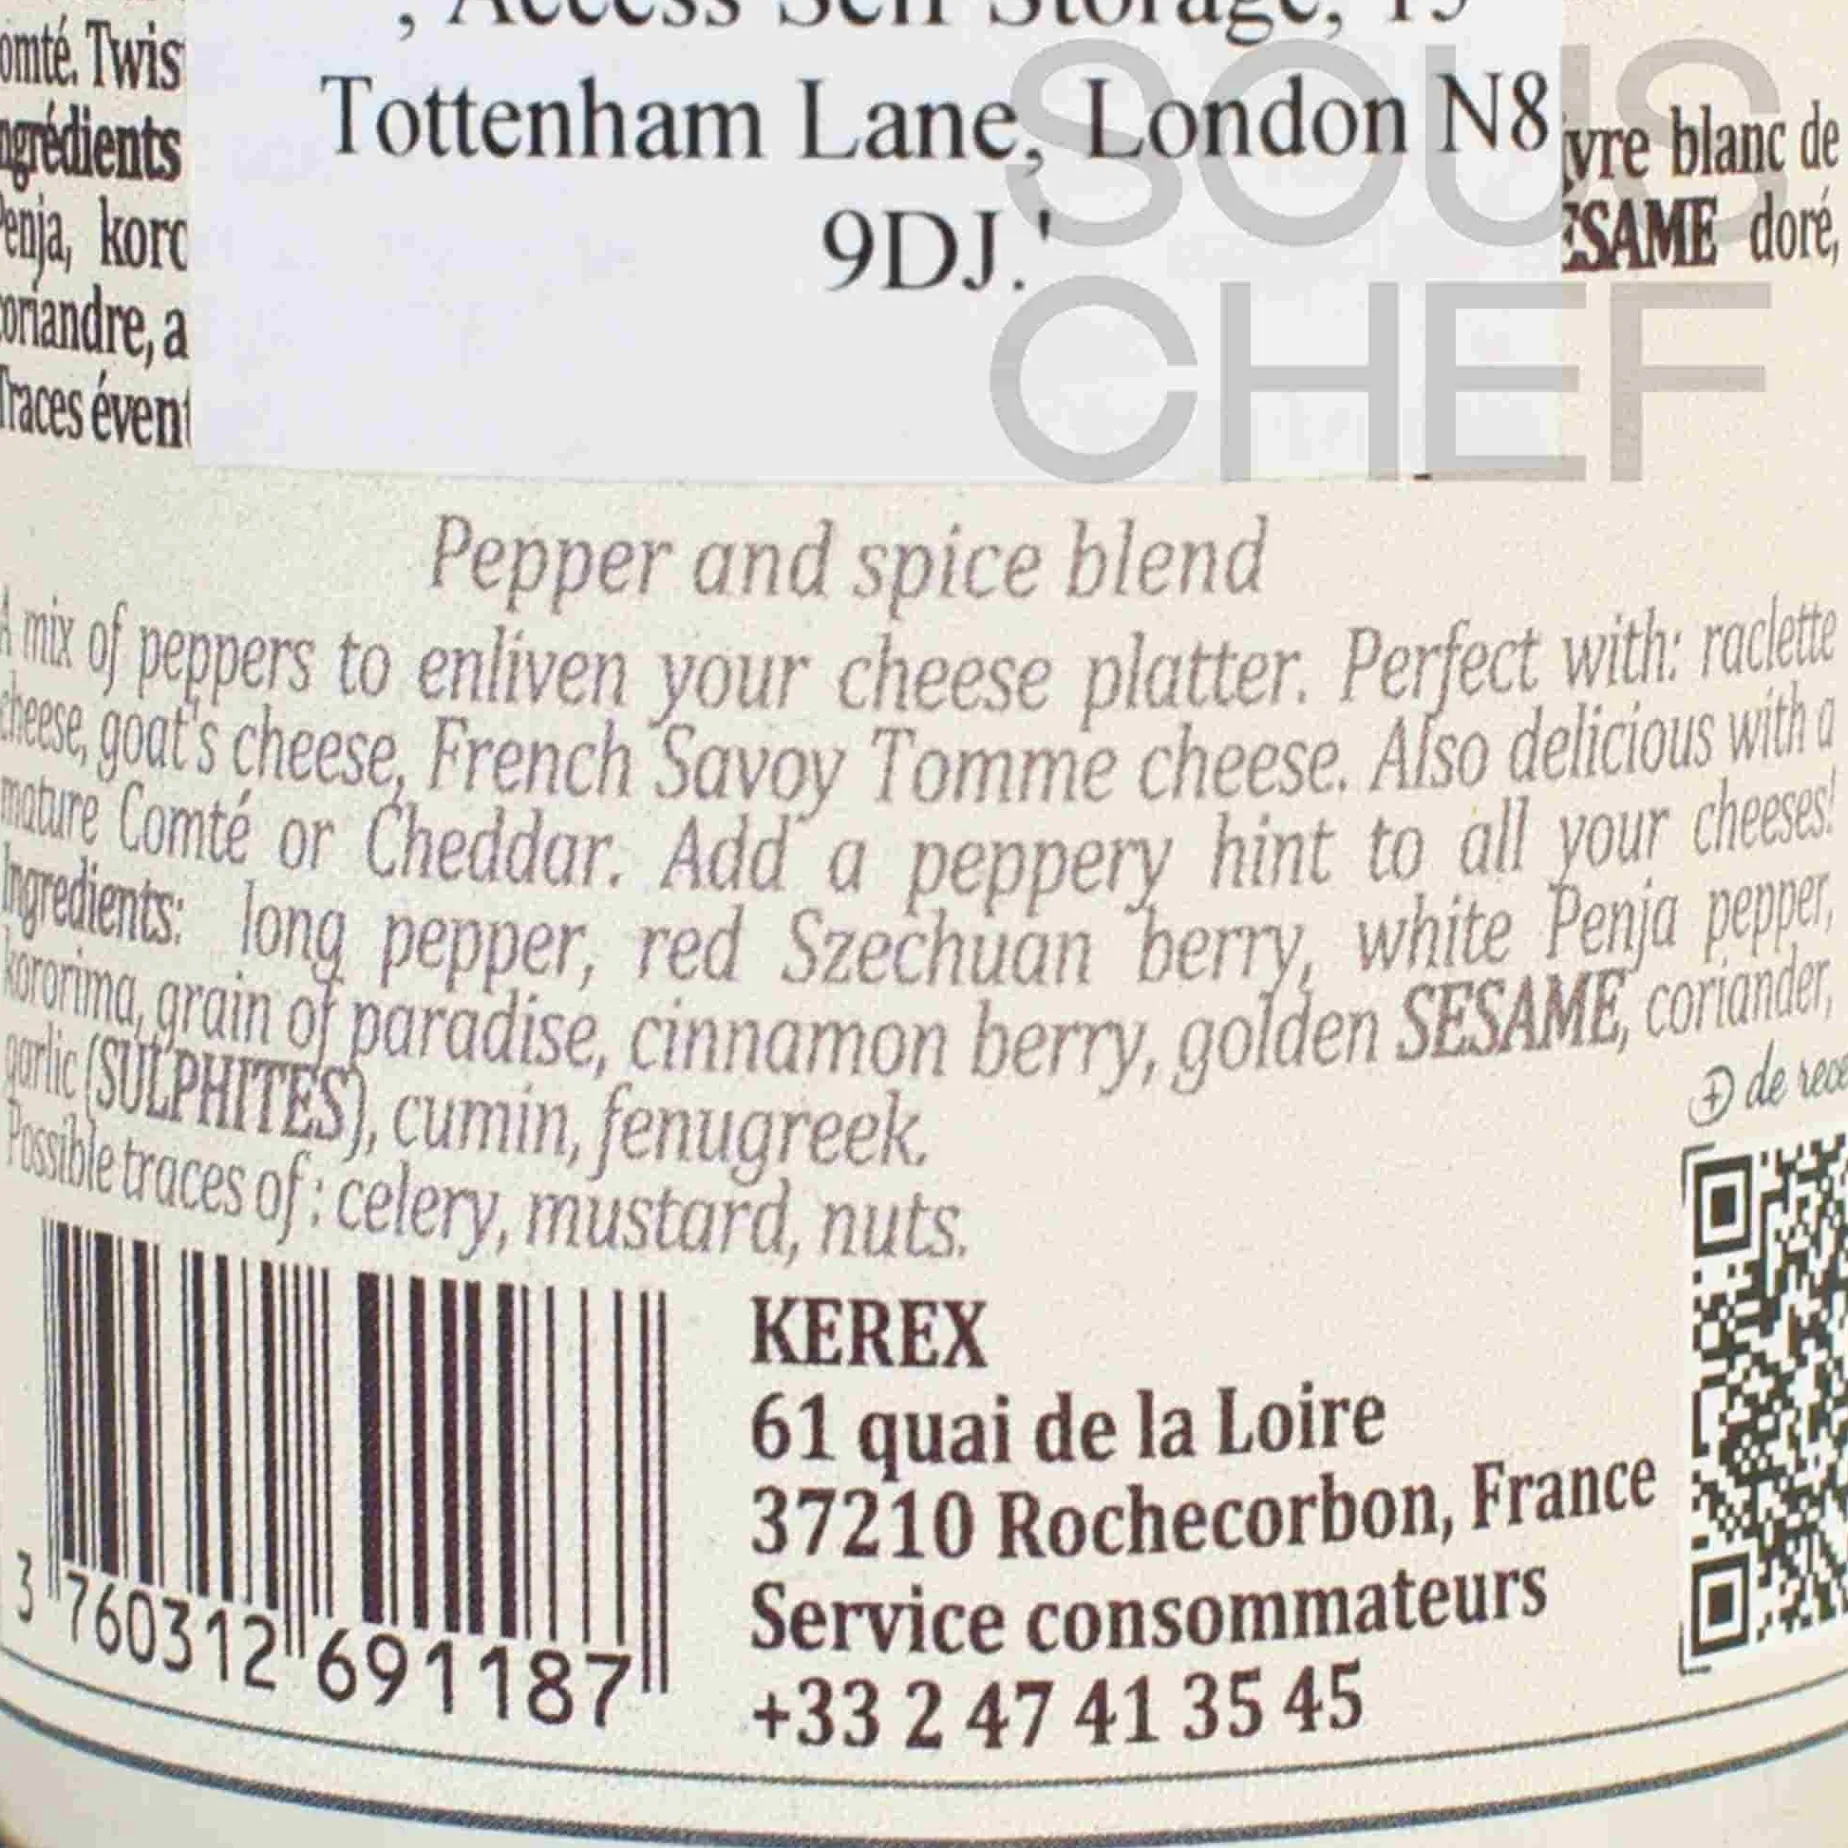 , Access Self Storage, 15
omté. Twis
Tottenham Lane, London N8
ngrédients
ivre blanc de
9DJ.'
Penja, koro
ESAME doré,
coriandre, a
Traces évent
SOUS
CHEF
Pepper and spice blend
A mix of peppers to enliven your cheese platter. Perfect with: raclette
cheese, goat's cheese, French Savoy Tomme cheese. Also delicious with a
mature Comté or Cheddar. Add a peppery hint to all your cheeses!
Ingredients: long pepper, red Szechuan berry, white Penja pepper,
kororima, grain of paradise, cinnamon berry, golden SESAME, coriander,
garlic (SULPHITES), cumin, fenugreek.
Possible traces of : celery, mustard, nuts.
+ de rece
3 760312 691187
KEREX
61 quai de la Loire
37210 Rochecorbon, France
Service consommateurs
+33 2 47 41 35 45